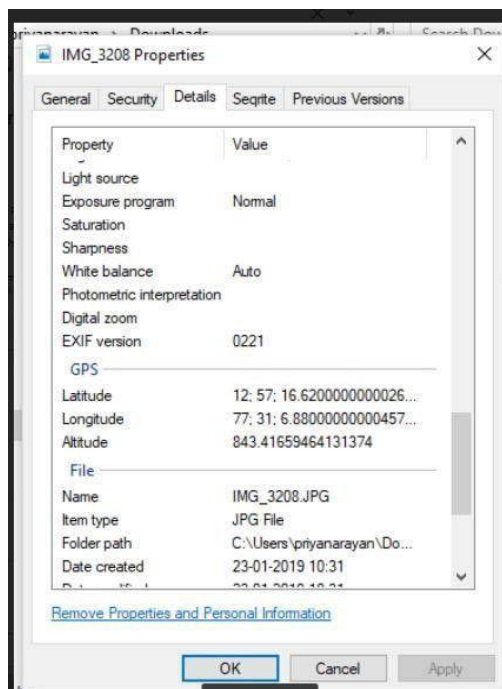 Downloads
IMG_3208 Properties
General Security Details Seqrite Previous Versions
Property Value
Light source
Exposure program Normal
Saturation
Sharpness
White balance Auto
Photometric interpretation
Digital zoom
EXIF version 0221
GPS
Latitude 12; 57; 16.6200000000026...
Longitude 77; 31; 6.88000000000457...
Altitude 843.41659464131374
File
Name IMG_3208.JPG
Item type JPG File
Folder path C:\Users\priyanarayan\Do...
Date created 23-01-2019 10:31
Remove Properties and Personal Information
OK Cancel Apply